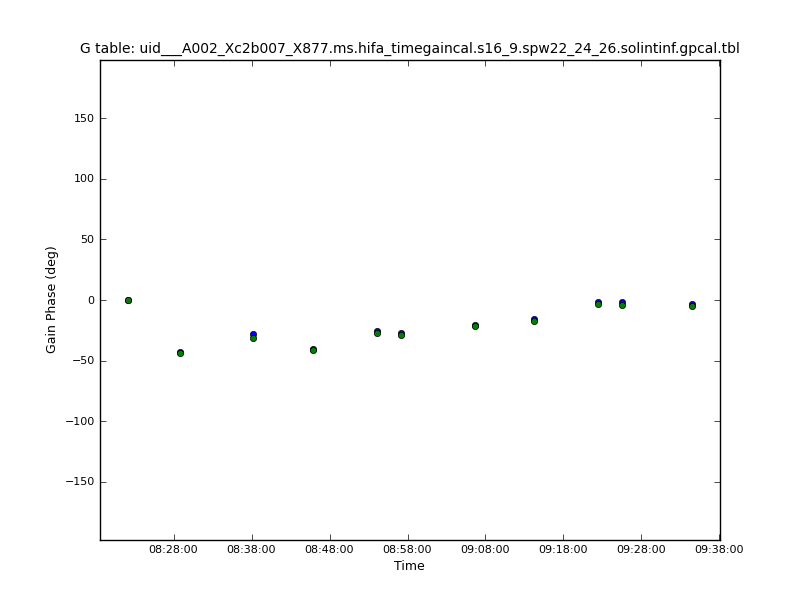 G table: uid___A002_Xc2b007_X877.ms.hifa_timegaincal.s16_9.spw22_24_26.solintinf.gpcal.tbl
150
100
50
0
−50
−100
−150
Gain Phase (deg)
08:28:00 08:38:00 08:48:00 08:58:00 09:08:00 09:18:00 09:28:00 09:38:00
Time